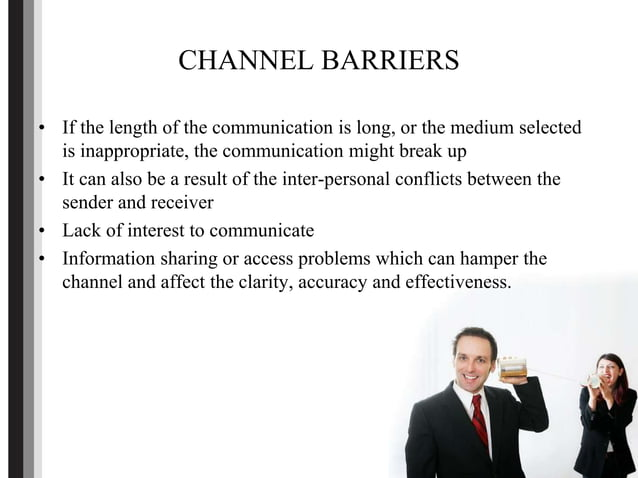 CHANNEL BARRIERS
• If the length of the communication is long, or the medium selected
is inappropriate, the communication might break up
• It can also be a result of the inter-personal conflicts between the
sender and receiver
• Lack of interest to communicate
• Information sharing or access problems which can hamper the
channel and affect the clarity, accuracy and effectiveness.